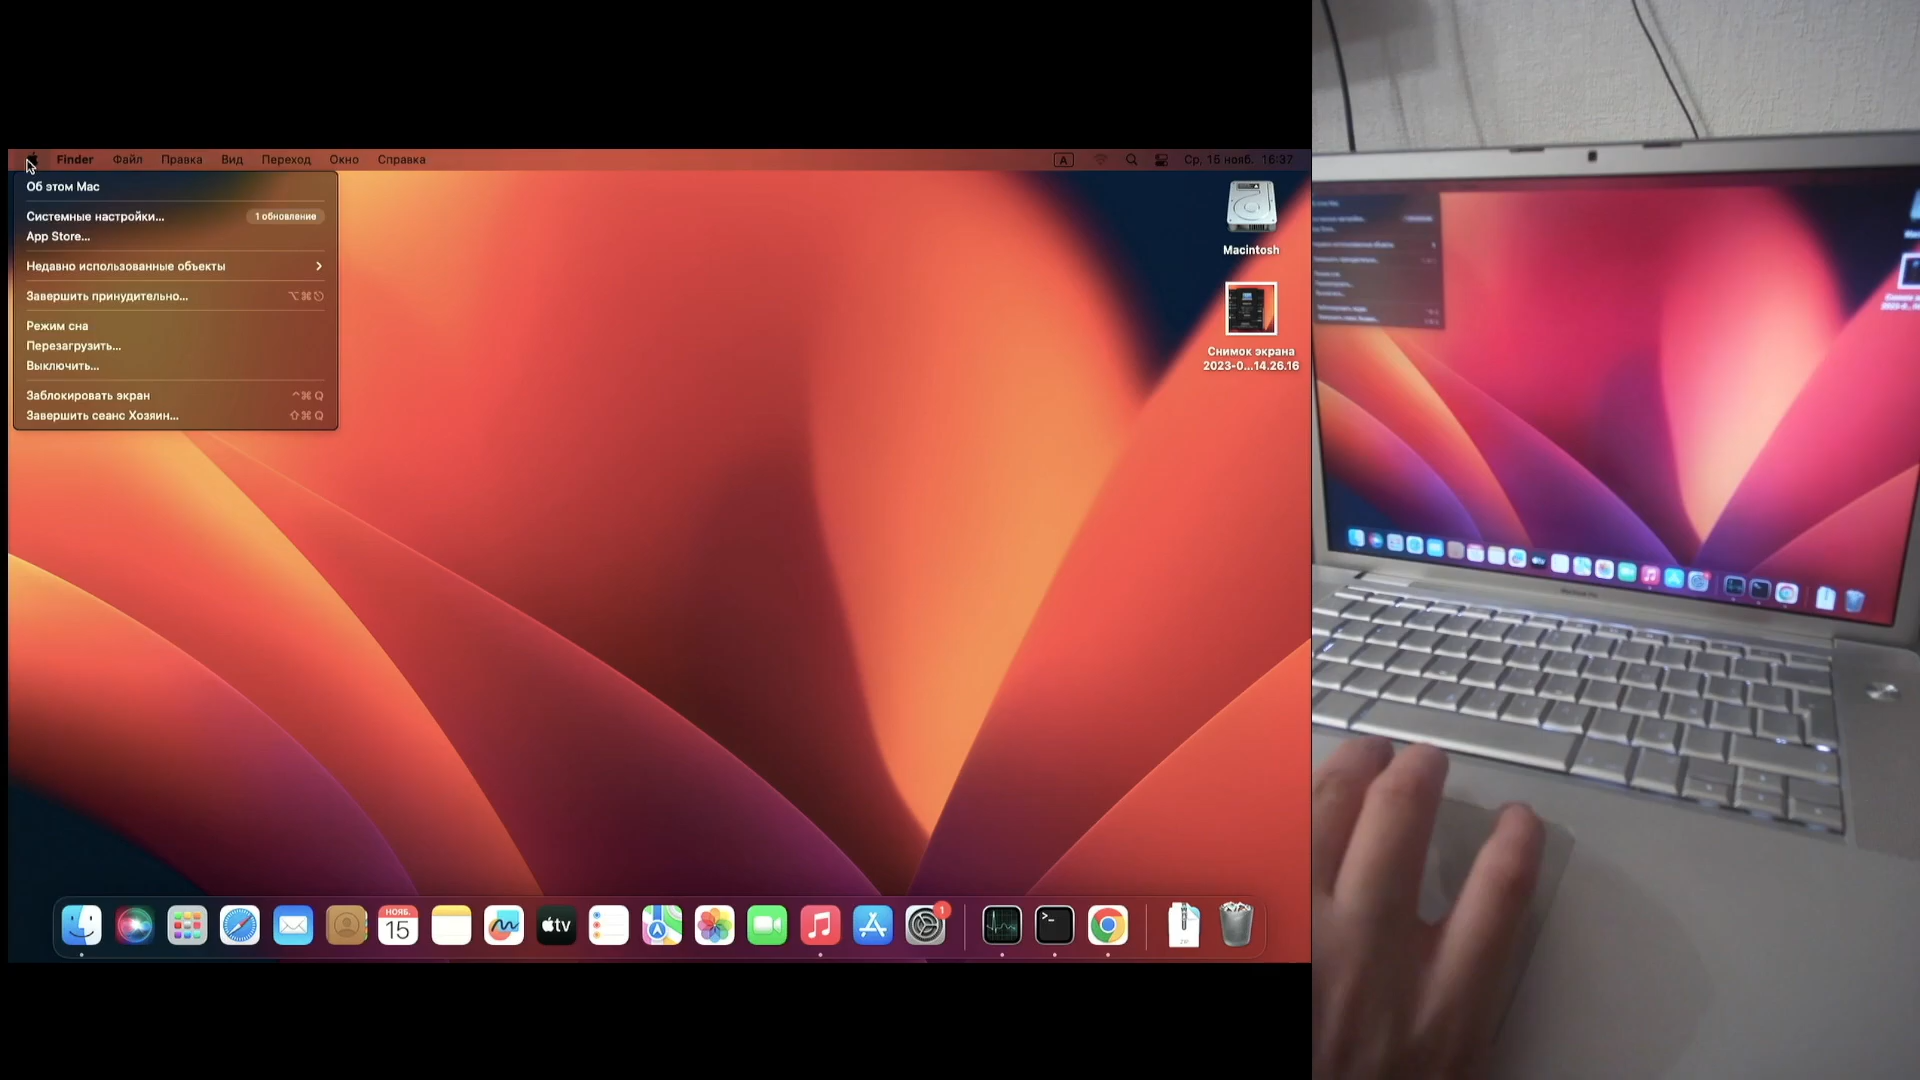 Finder Файл Правка Вид Переход Окно Справка
A Ср, 15 нояб. 16:37
Об этом Mac
Системные настройки... 1 обновление
App Store...
Недавно использованные объекты
Завершить принудительно...
Режим сна
Перезагрузить...
Выключить...
Заблокировать экран ^⌘Q
Завершить сеанс Хозяин... ⇧⌘Q
Macintosh
Снимок экрана
2023-0...14.26.16
НОЯБ.
15
tv
1
ZIP